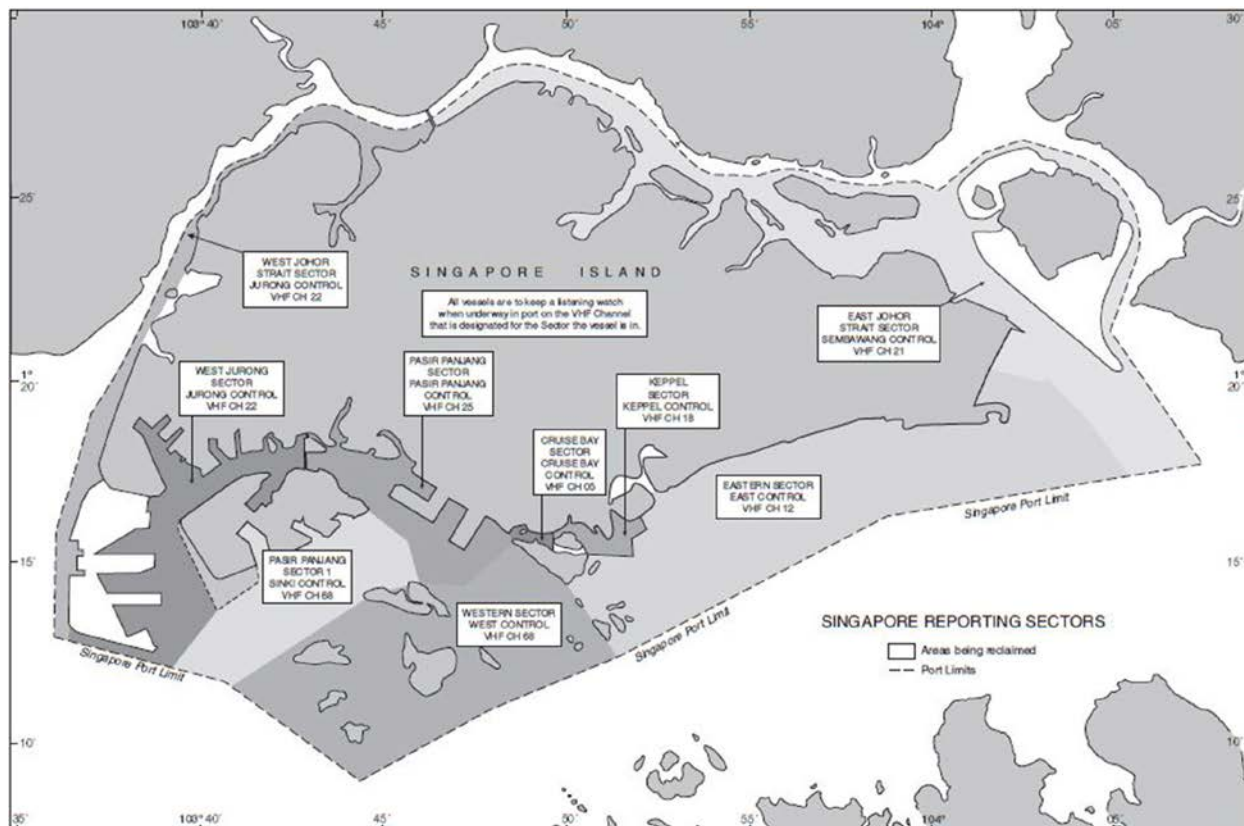 103° 40′
45′
50′
55′
104°
05′
30′
25′
25′
WEST JOHOR
STRAIT SECTOR
JURONG CONTROL
VHF CH 22
SINGAPORE ISLAND
All vessels are to keep a listening watch
when underway in port on the VHF Channel
that is designated for the Sector the vessel is in.
EAST JOHOR
STRAIT SECTOR
SEMBAWANG CONTROL
VHF CH 21
1°
20′
1°
20′
WEST JURONG
SECTOR
JURONG CONTROL
VHF CH 22
PASIR PANJANG
SECTOR
PASIR PANJANG
CONTROL
VHF CH 25
KEPPEL
SECTOR
KEPPEL CONTROL
VHF CH 18
CRUISE BAY
SECTOR
CRUISE BAY
CONTROL
VHF CH 05
EASTERN SECTOR
EAST CONTROL
VHF CH 12
Singapore Port Limit
15′
15′
PASIR PANJANG
SECTOR 1
SINKI CONTROL
VHF CH 68
WESTERN SECTOR
WEST CONTROL
VHF CH 68
Singapore Port Limit
Singapore Port Limit
SINGAPORE REPORTING SECTORS
Areas being reclaimed
Port Limits
10′
10′
35′
103° 40′
45′
50′
55′
104°
05′